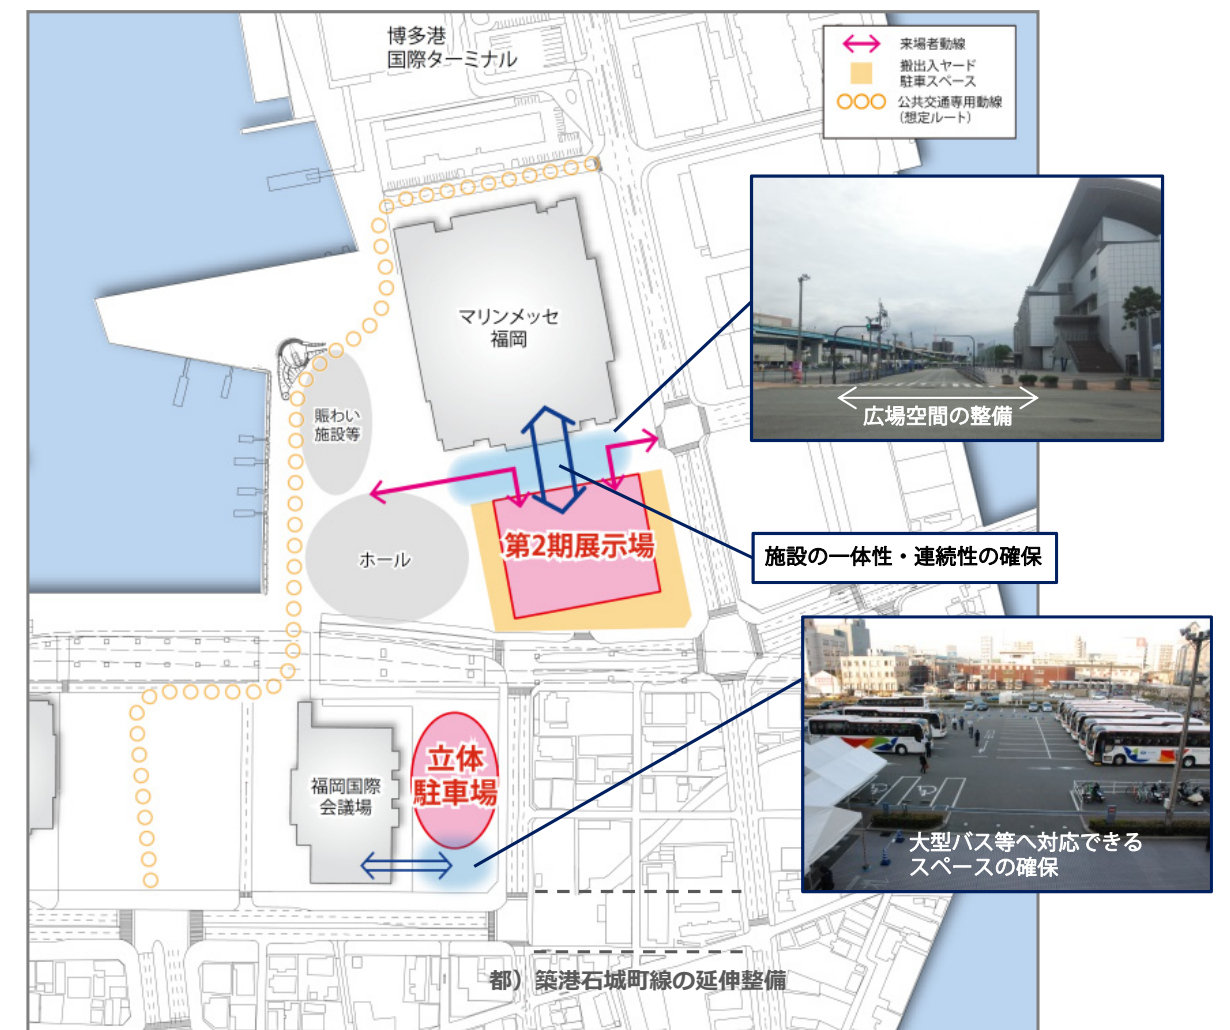 博多港
国際ターミナル
来場者動線
搬出入ヤード
駐車スペース
公共交通専用動線
（想定ルート）
マリンメッセ
福岡
広場空間の整備
賑わい
施設等
第2期展示場
ホール
施設の一体性・連続性の確保
立体
駐車場
福岡国際
会議場
大型バス等へ対応できる
スペースの確保
都）築港石城町線の延伸整備